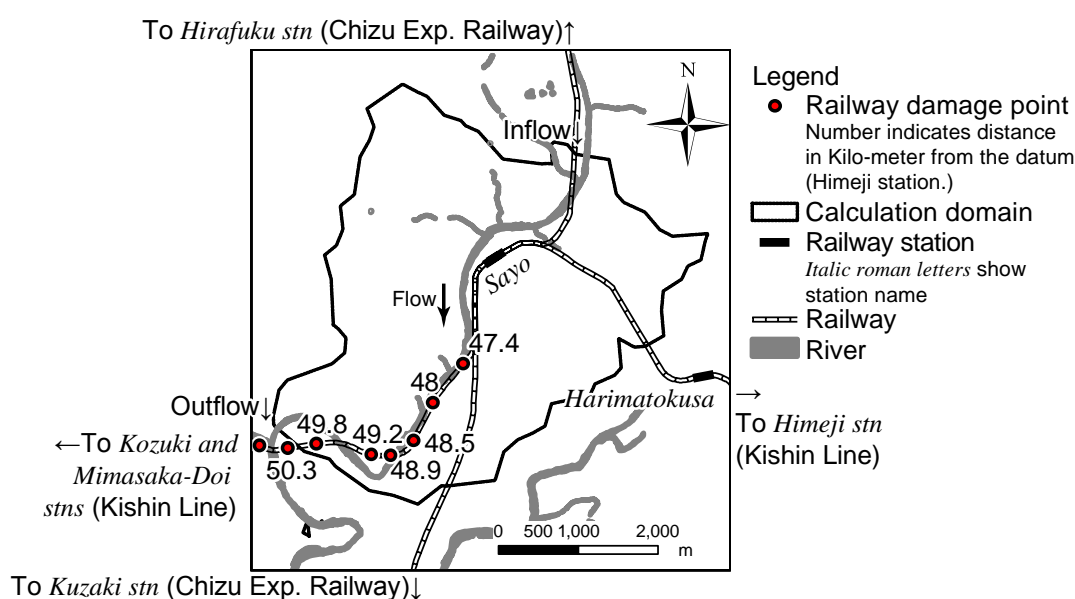 To Hirafuku stn (Chizu Exp. Railway)↑
N
Inflow↓
Sayo
Flow
47.4
48
48.5
48.9
49.2
49.8
50.3
Outflow↓
←To Kozuki and
Mimasaka-Doi
stns (Kishin Line)
Harimatokusa
→
To Himeji stn
(Kishin Line)
0 500 1,000 2,000
m
To Kuzaki stn (Chizu Exp. Railway)↓
Legend
Railway damage point
Number indicates distance
in Kilo-meter from the datum
(Himeji station.)
Calculation domain
Railway station
Italic roman letters show
station name
Railway
River